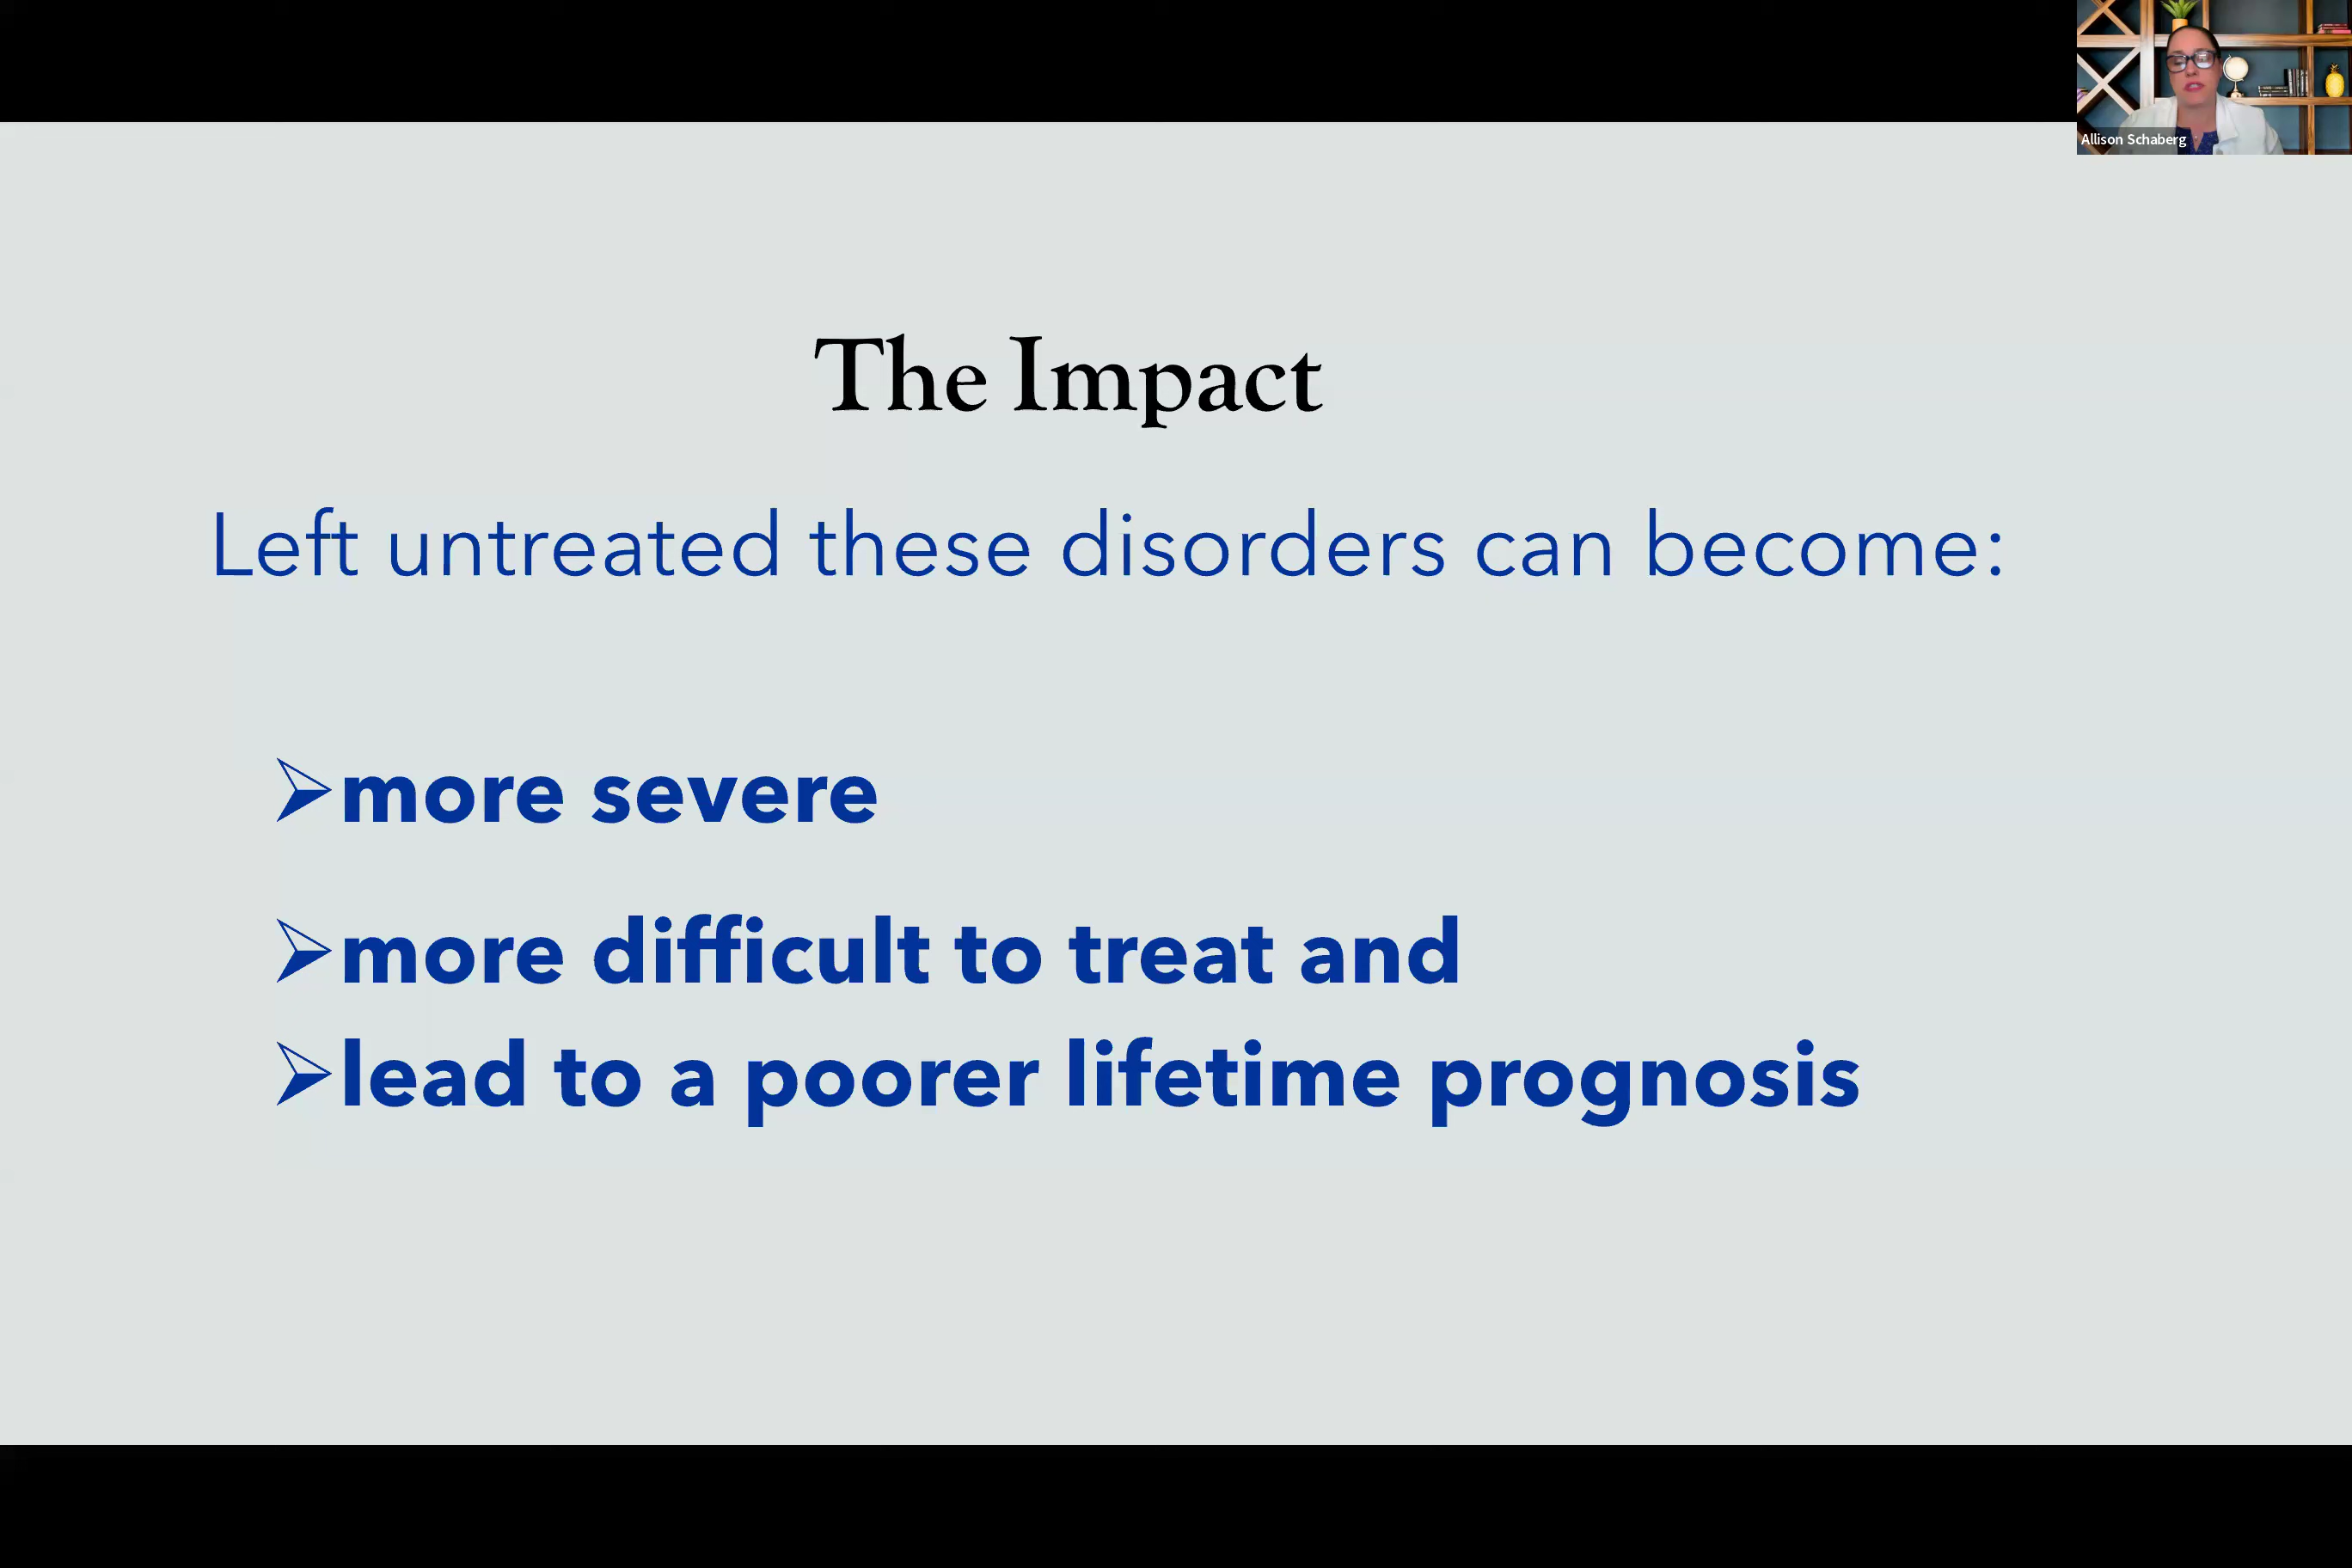 Allison Schaberg
The Impact
Left untreated these disorders can become:
➢more severe
➢more difficult to treat and
➢lead to a poorer lifetime prognosis